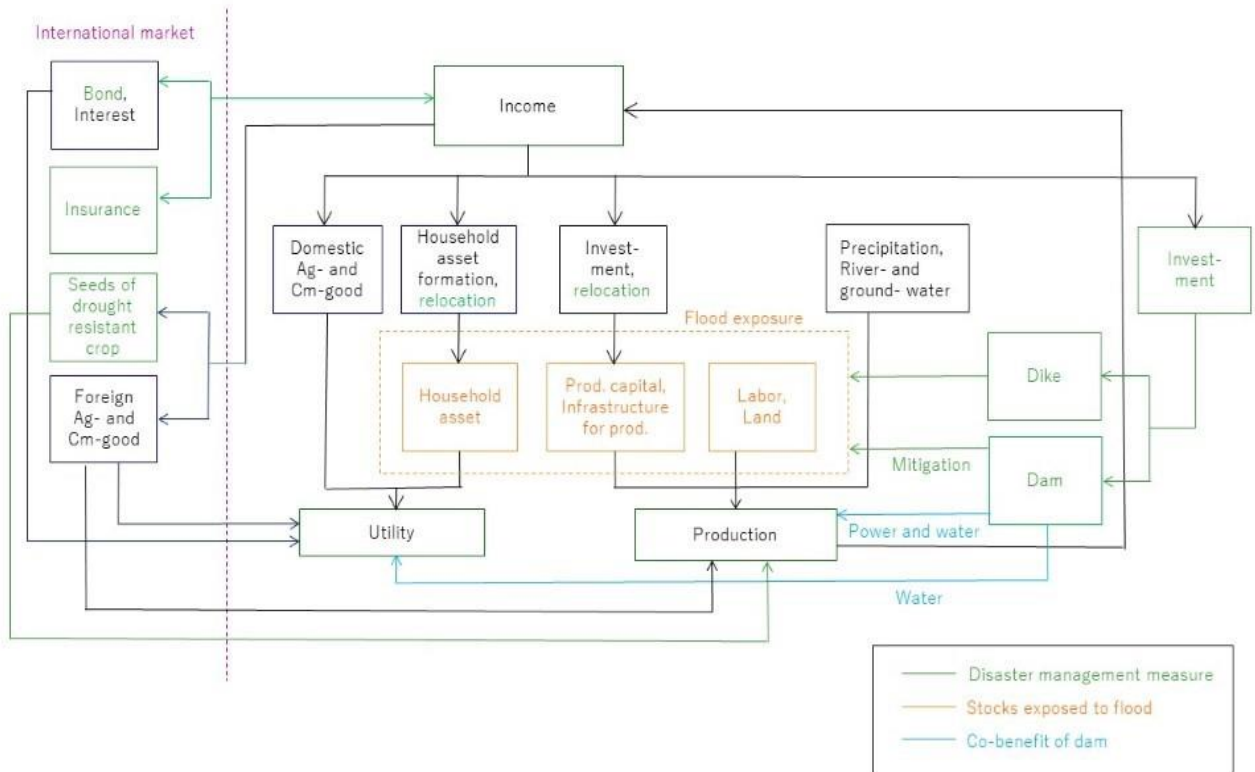 International market
Bond,
Interest
Income
Insurance
Domestic
Ag- and
Cm-good
Household
asset
formation,
relocation
Invest-
ment,
relocation
Precipitation,
River- and
ground- water
Invest-
ment
Seeds of
drought
resistant
crop
Flood exposure
Foreign
Ag- and
Cm-good
Household
asset
Prod. capital,
Infrastructure
for prod.
Labor,
Land
Dike
Mitigation
Dam
Utility
Production
Power and water
Water
Disaster management measure
Stocks exposed to flood
Co-benefit of dam